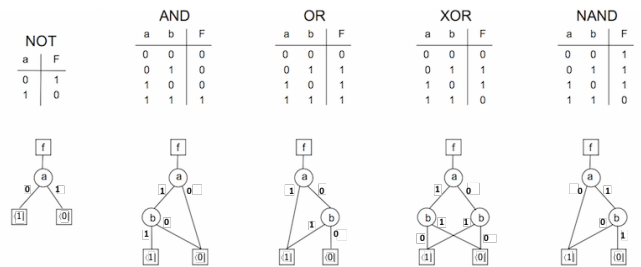 NOT
a F
0 1
1 0
AND
a b F
0 0 0
0 1 0
1 0 0
1 1 1
OR
a b F
0 0 0
0 1 1
1 0 1
1 1 1
XOR
a b F
0 0 0
0 1 1
1 0 1
1 1 0
NAND
a b F
0 0 1
0 1 1
1 0 1
1 1 0
f
a
0 1
⟨1| ⟨0|
f
a
1 0
b 0
1
⟨1| ⟨0|
f
a
1 0
1 b
0
⟨1| ⟨0|
f
a
1 0
b 1 1 b
0 0
⟨1| ⟨0|
f
a
0 1
0 b
1
⟨1| ⟨0|